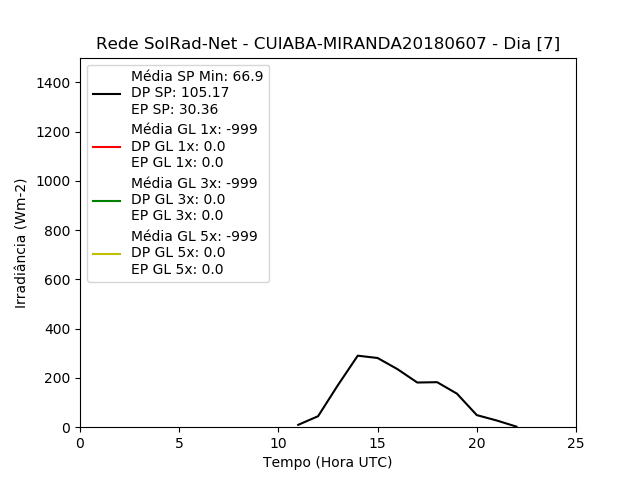 Rede SolRad-Net - CUIABA-MIRANDA20180607 - Dia [7]
Média SP Min: 66.9
DP SP: 105.17
EP SP: 30.36
Média GL 1x: -999
DP GL 1x: 0.0
EP GL 1x: 0.0
Média GL 3x: -999
DP GL 3x: 0.0
EP GL 3x: 0.0
Média GL 5x: -999
DP GL 5x: 0.0
EP GL 5x: 0.0
Irradiância (Wm-2)
1400
1200
1000
800
600
400
200
0
0 5 10 15 20 25
Tempo (Hora UTC)